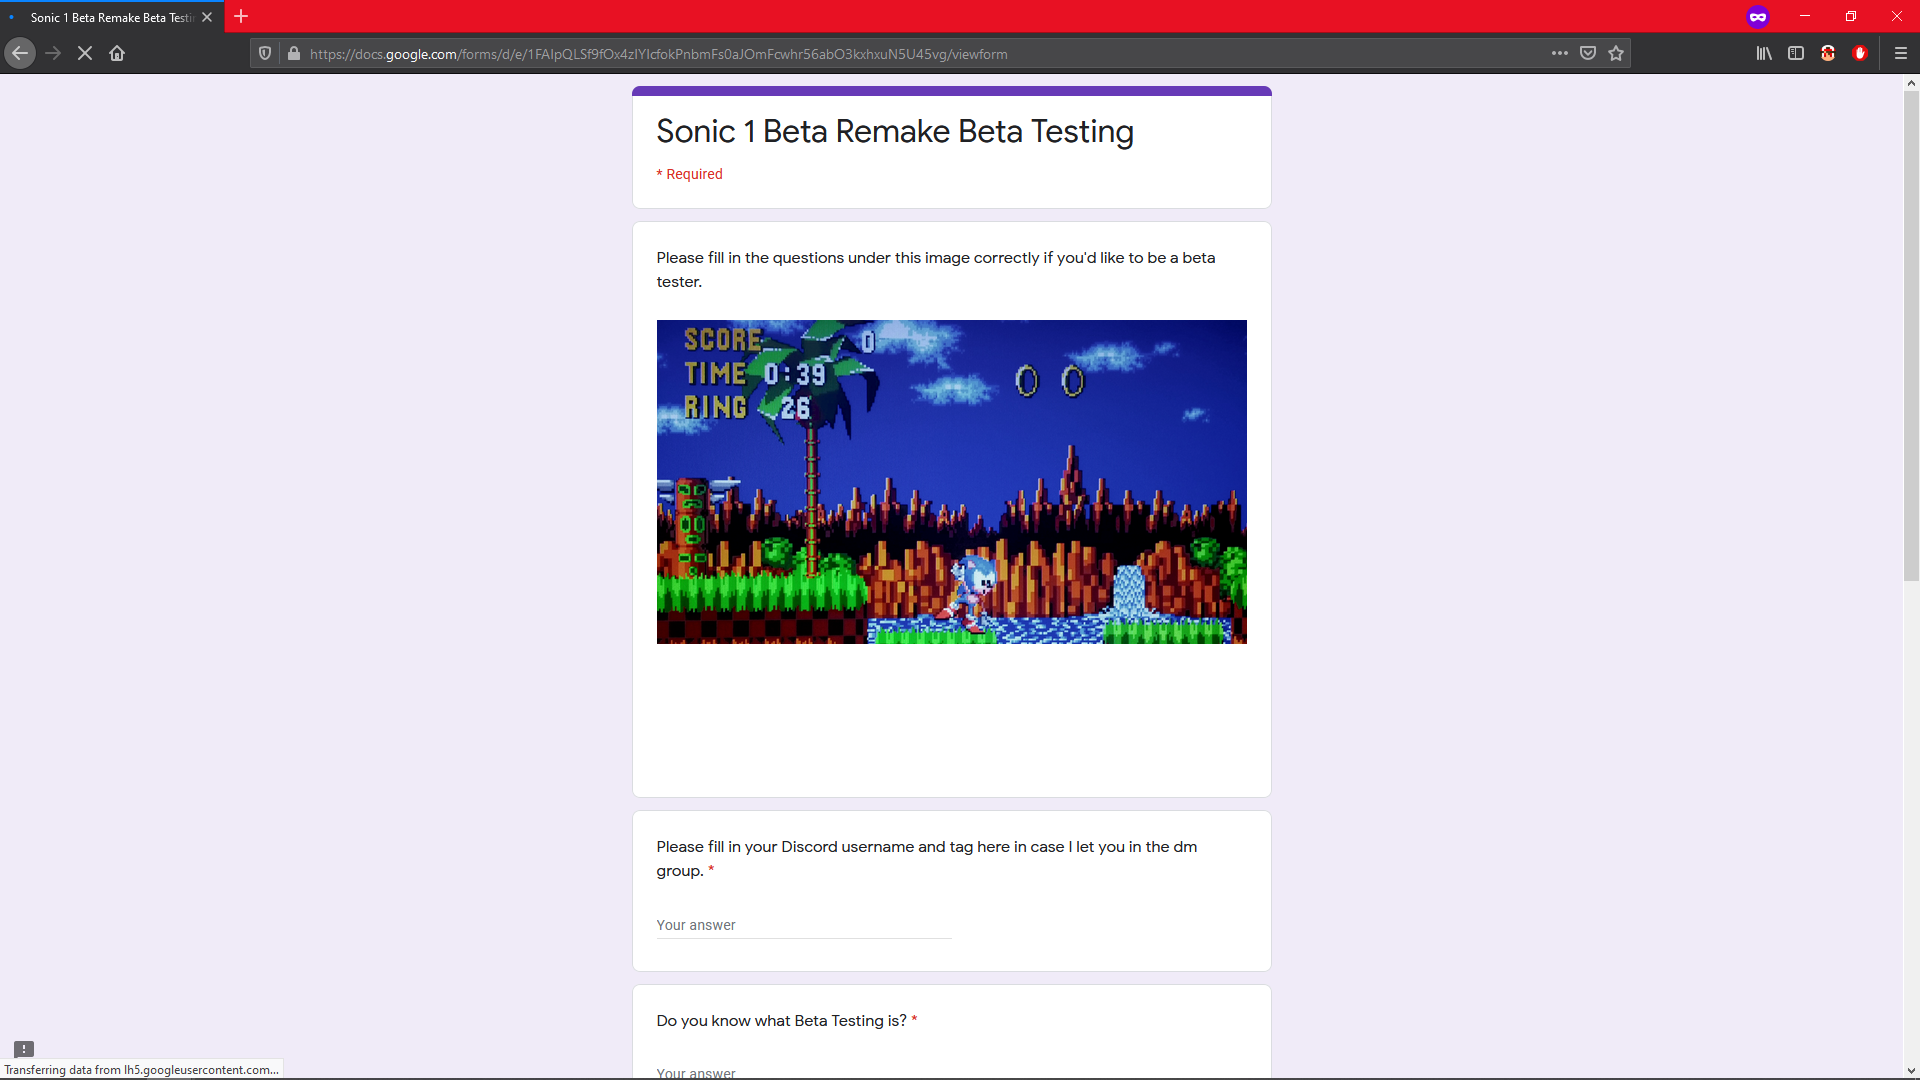 Sonic 1 Beta Remake Beta Testi
https://docs.google.com/forms/d/e/1FAIpQLSf9fOx4zIYIcfokPnbmFs0aJOmFcwhr56abO3kxhxuN5U45vg/viewform
Sonic 1 Beta Remake Beta Testing
* Required
Please fill in the questions under this image correctly if you'd like to be a beta
tester.
SCORE 0
TIME 0:39
RING 26
Please fill in your Discord username and tag here in case I let you in the dm
group. *
Your answer
Do you know what Beta Testing is? *
Your answer
Transferring data from lh5.googleusercontent.com...